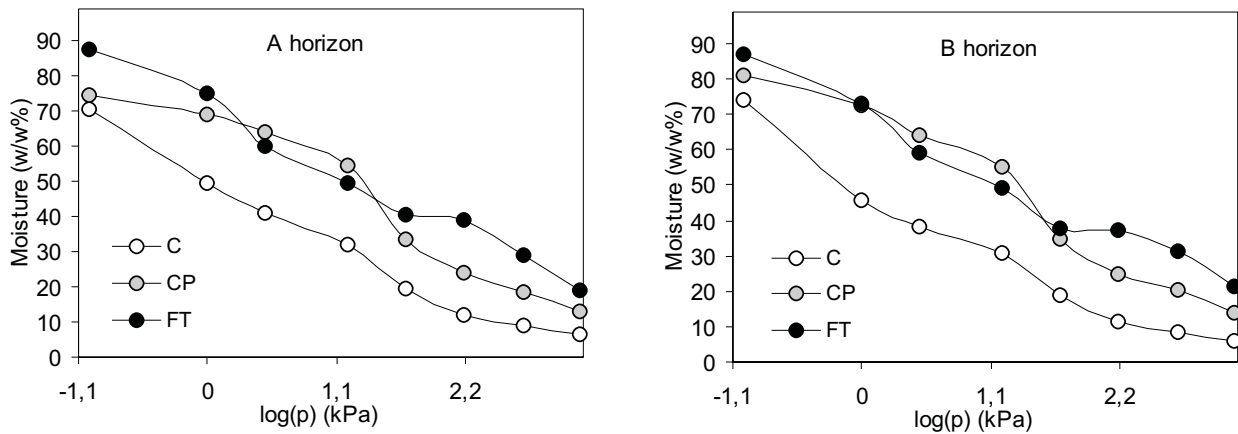 A horizon
Moisture (w/w%)
90
80
70
60
50
40
30
20
10
0
C
CP
FT
-1,1
0
1,1
2,2
log(p) (kPa)
B horizon
Moisture (w/w%)
90
80
70
60
50
40
30
20
10
0
C
CP
FT
-1,1
0
1,1
2,2
log(p) (kPa)